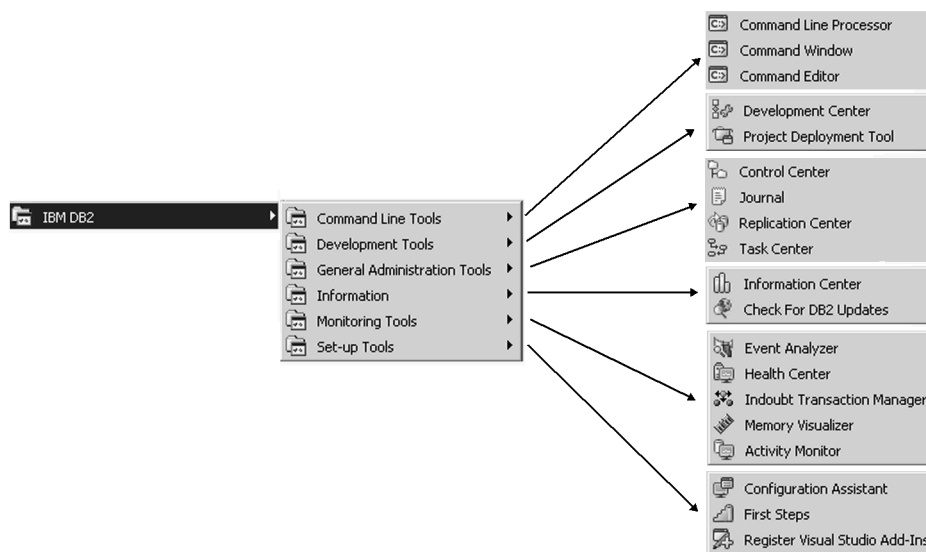 IBM DB2
Command Line Tools
Development Tools
General Administration Tools
Information
Monitoring Tools
Set-up Tools
Command Line Processor
Command Window
Command Editor
Development Center
Project Deployment Tool
Control Center
Journal
Replication Center
Task Center
Information Center
Check For DB2 Updates
Event Analyzer
Health Center
Indoubt Transaction Manager
Memory Visualizer
Activity Monitor
Configuration Assistant
First Steps
Register Visual Studio Add-Ins